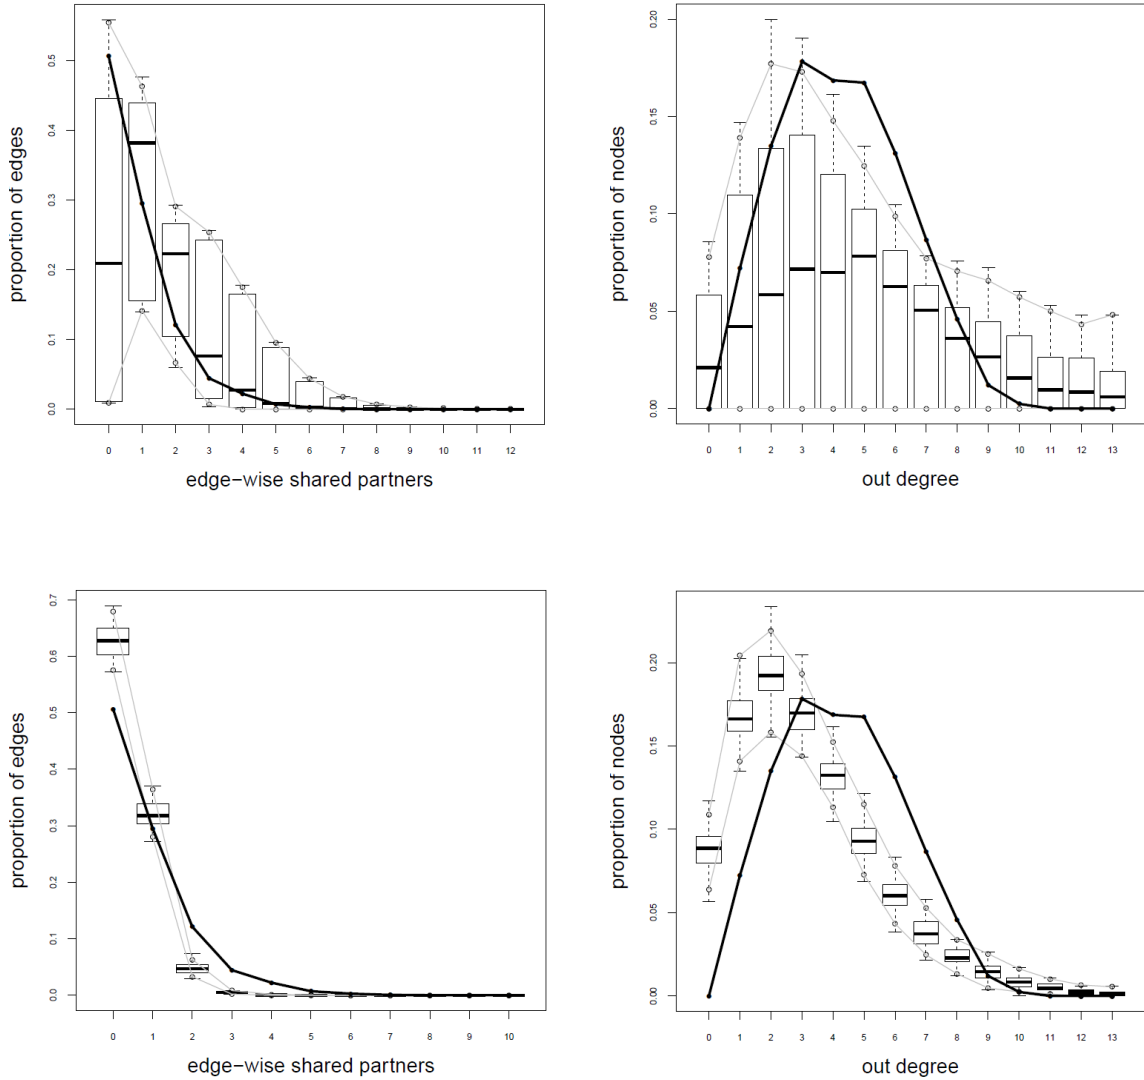 proportion of edges
0.0 0.1 0.2 0.3 0.4 0.5
0 1 2 3 4 5 6 7 8 9 10 11 12
edge−wise shared partners
proportion of nodes
0.00 0.05 0.10 0.15 0.20
0 1 2 3 4 5 6 7 8 9 10 11 12 13
out degree
proportion of edges
0.0 0.1 0.2 0.3 0.4 0.5 0.6 0.7
0 1 2 3 4 5 6 7 8 9 10
edge−wise shared partners
proportion of nodes
0.00 0.05 0.10 0.15 0.20
0 1 2 3 4 5 6 7 8 9 10 11 12 13
out degree